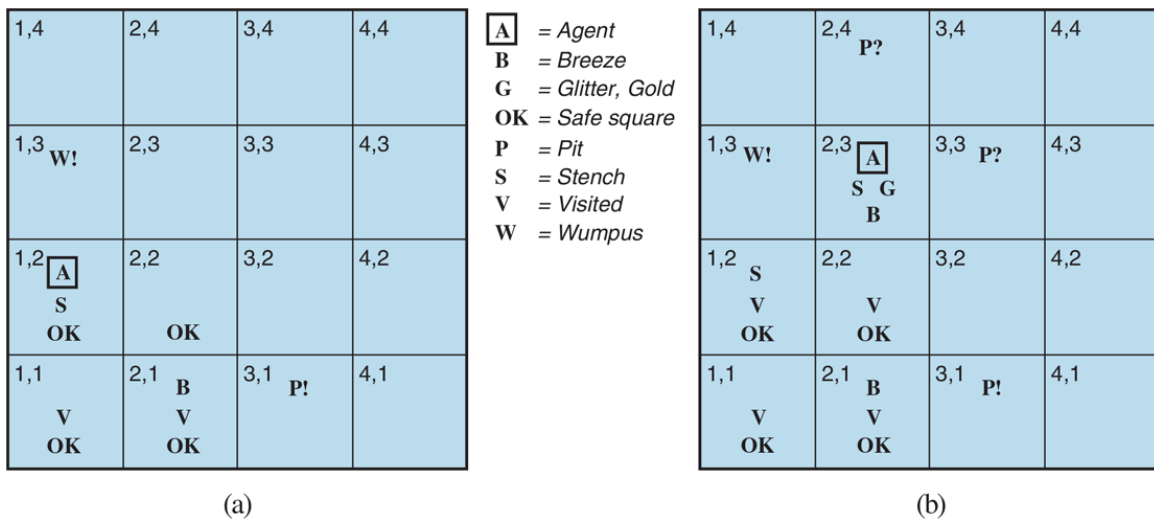 1,4 2,4 3,4 4,4
1,3 W! 2,3 3,3 4,3
1,2 A 2,2 3,2 4,2
S
OK OK
1,1 2,1 B 3,1 P! 4,1
V V
OK OK
(a)
A = Agent
B = Breeze
G = Glitter, Gold
OK = Safe square
P = Pit
S = Stench
V = Visited
W = Wumpus
1,4 2,4 P? 3,4 4,4
1,3 W! 2,3 A 3,3 P? 4,3
S G
B
1,2 S 2,2 3,2 4,2
V V
OK OK
1,1 2,1 B 3,1 P! 4,1
V V
OK OK
(b)